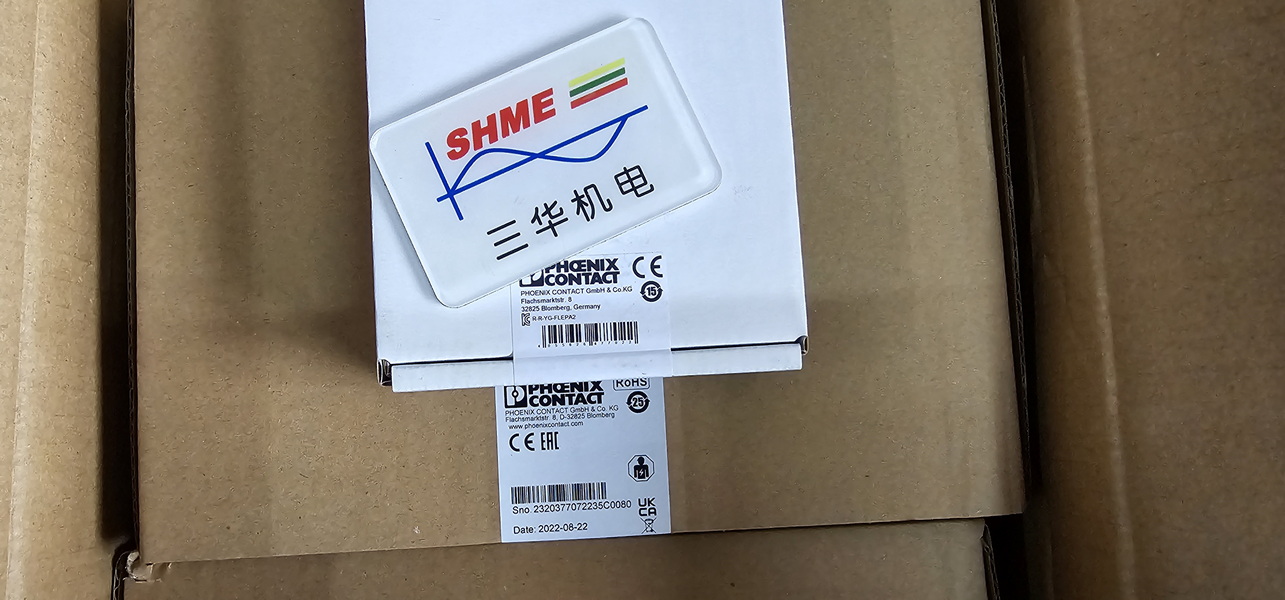 SHME
三华机电
PHŒNIX
CONTACT
CE
PHOENIX CONTACT GmbH & Co.KG
Flachsmarktstr. 8
32825 Blomberg, Germany
15
R-R-YG-FLEPA2
PHŒNIX
CONTACT
RoHS
PHOENIX CONTACT GmbH & Co. KG
Flachsmarktstr. 8, D-32825 Blomberg
www.phoenixcontact.com
25
CE EAC
Sno. 2320377072235C0080
UK
CA
Date: 2022-08-22